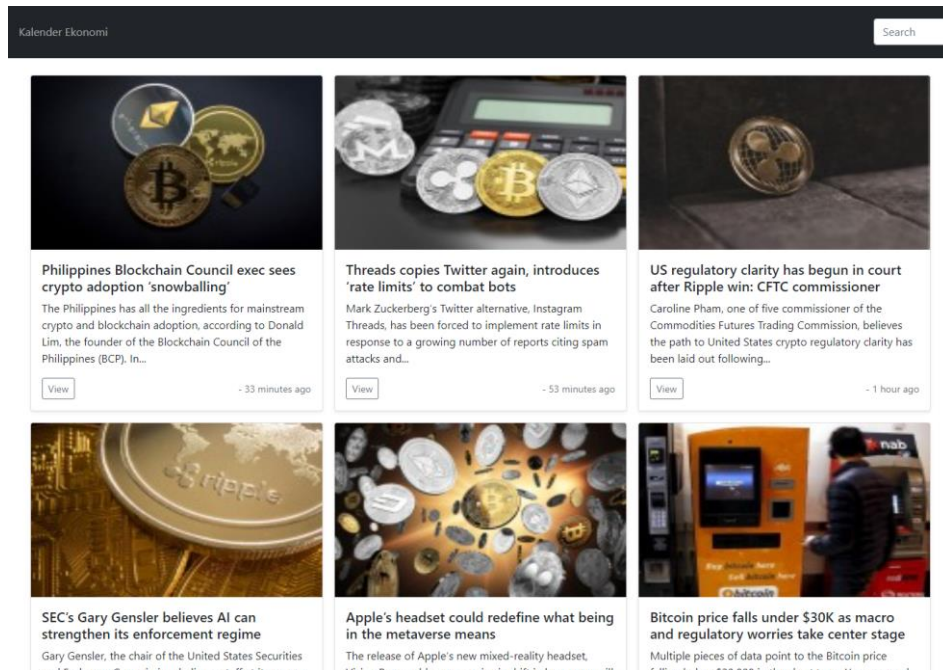 Kalender Ekonomi
Search
Philippines Blockchain Council exec sees
crypto adoption ‘snowballing’
The Philippines has all the ingredients for mainstream
crypto and blockchain adoption, according to Donald
Lim, the founder of the Blockchain Council of the
Philippines (BCP). In...
View
- 33 minutes ago
Threads copies Twitter again, introduces
‘rate limits’ to combat bots
Mark Zuckerberg’s Twitter alternative, Instagram
Threads, has been forced to implement rate limits in
response to a growing number of reports citing spam
attacks and...
View
- 53 minutes ago
US regulatory clarity has begun in court
after Ripple win: CFTC commissioner
Caroline Pham, one of five commissioner of the
Commodities Futures Trading Commission, believes
the path to United States crypto regulatory clarity has
been laid out following...
View
- 1 hour ago
ripple
SEC’s Gary Gensler believes AI can
strengthen its enforcement regime
Gary Gensler, the chair of the United States Securities
Apple’s headset could redefine what being
in the metaverse means
The release of Apple’s new mixed-reality headset,
nab
Buy bitcoin here
Sell bitcoin here
bitcoin
Bitcoin price falls under $30K as macro
and regulatory worries take center stage
Multiple pieces of data point to the Bitcoin price